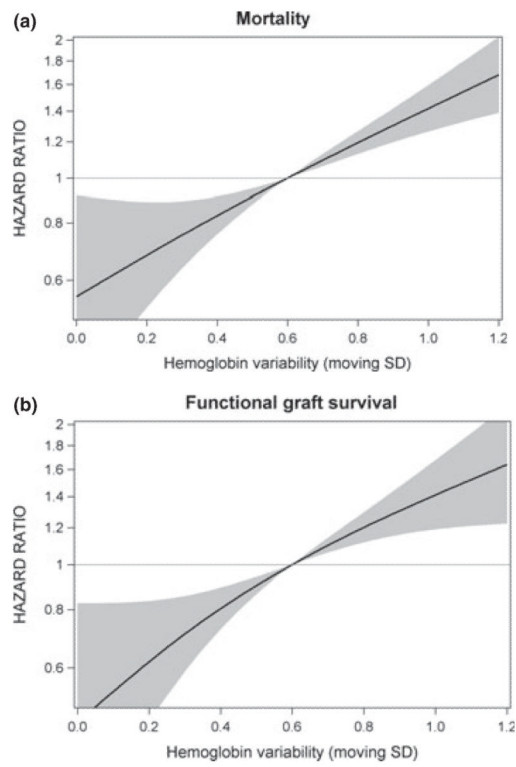 (a)
Mortality
HAZARD RATIO
2
1.8
1.6
1.4
1.2
1
0.8
0.6
0.0 0.2 0.4 0.6 0.8 1.0 1.2
Hemoglobin variability (moving SD)
(b)
Functional graft survival
HAZARD RATIO
2
1.8
1.6
1.4
1.2
1
0.8
0.6
0.0 0.2 0.4 0.6 0.8 1.0 1.2
Hemoglobin variability (moving SD)